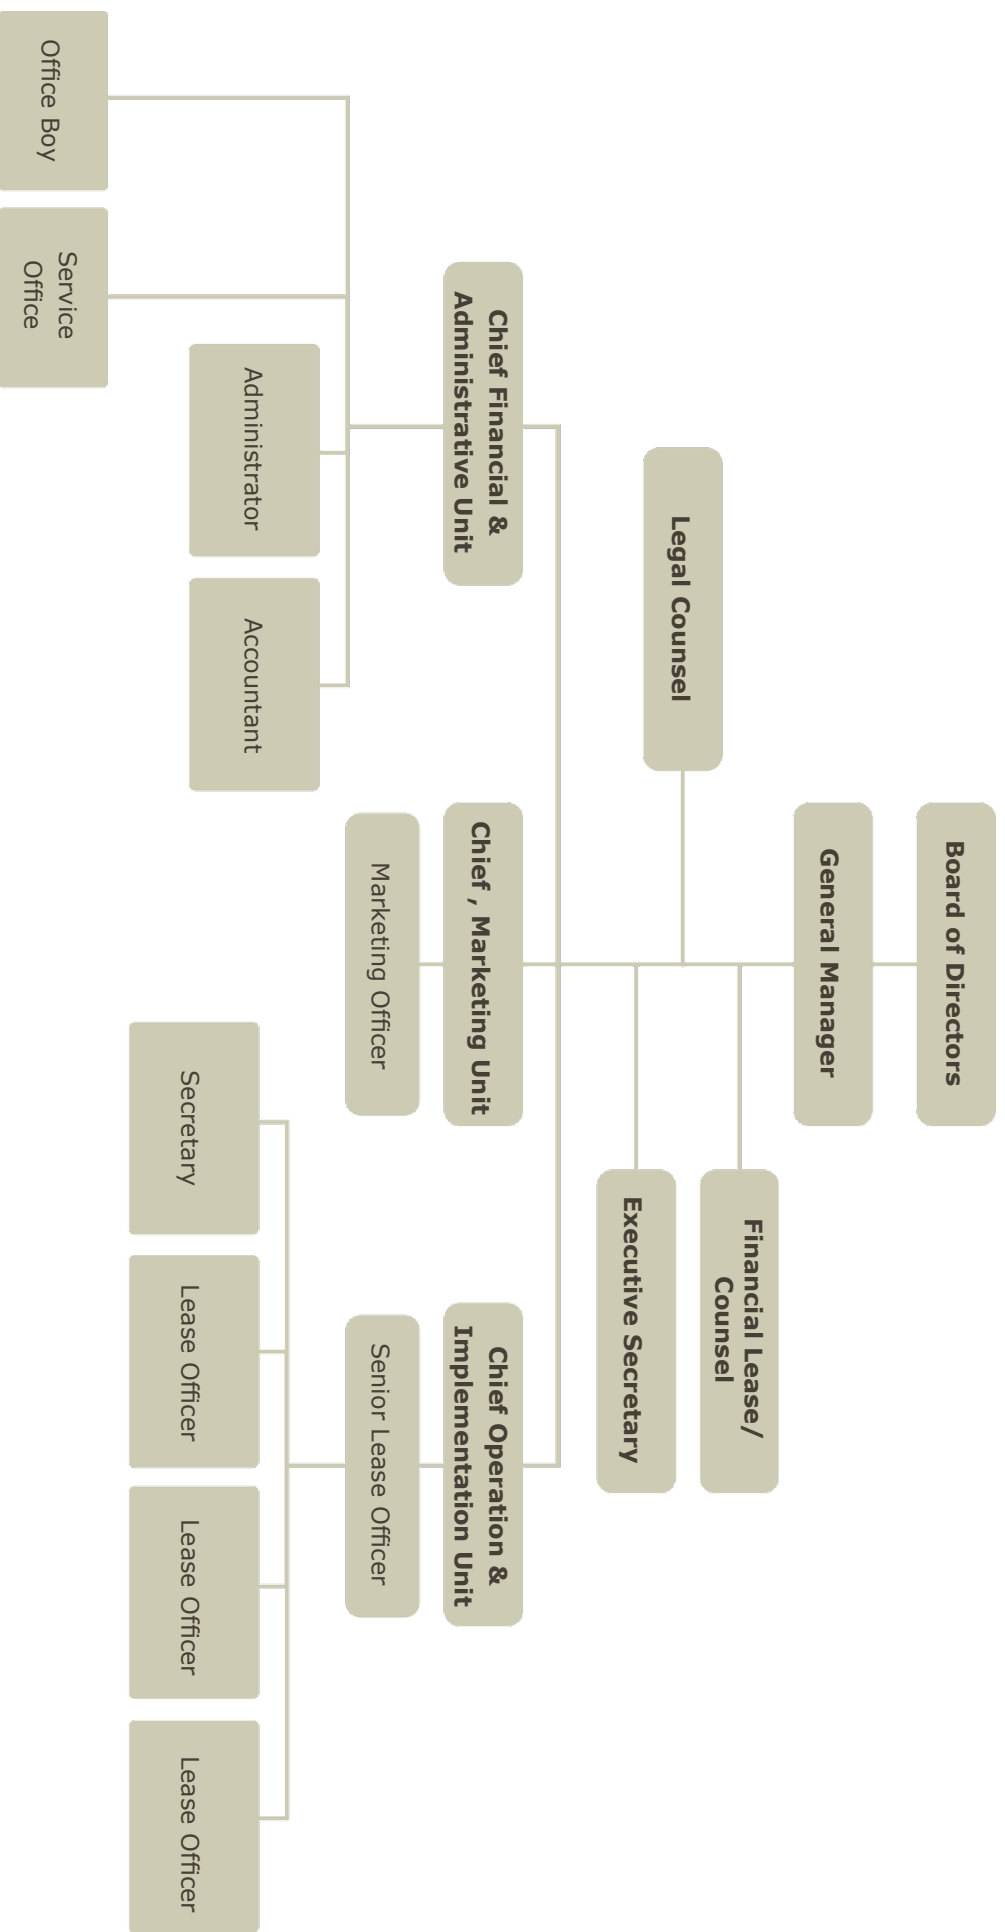 Board of Directors
General Manager
Financial Lease/
Counsel
Legal Counsel
Executive Secretary
Chief Financial &
Administrative Unit
Chief , Marketing Unit
Chief Operation &
Implementation Unit
Marketing Officer
Senior Lease Officer
Administrator
Accountant
Secretary
Lease Officer
Lease Officer
Lease Officer
Office Boy
Service
Office